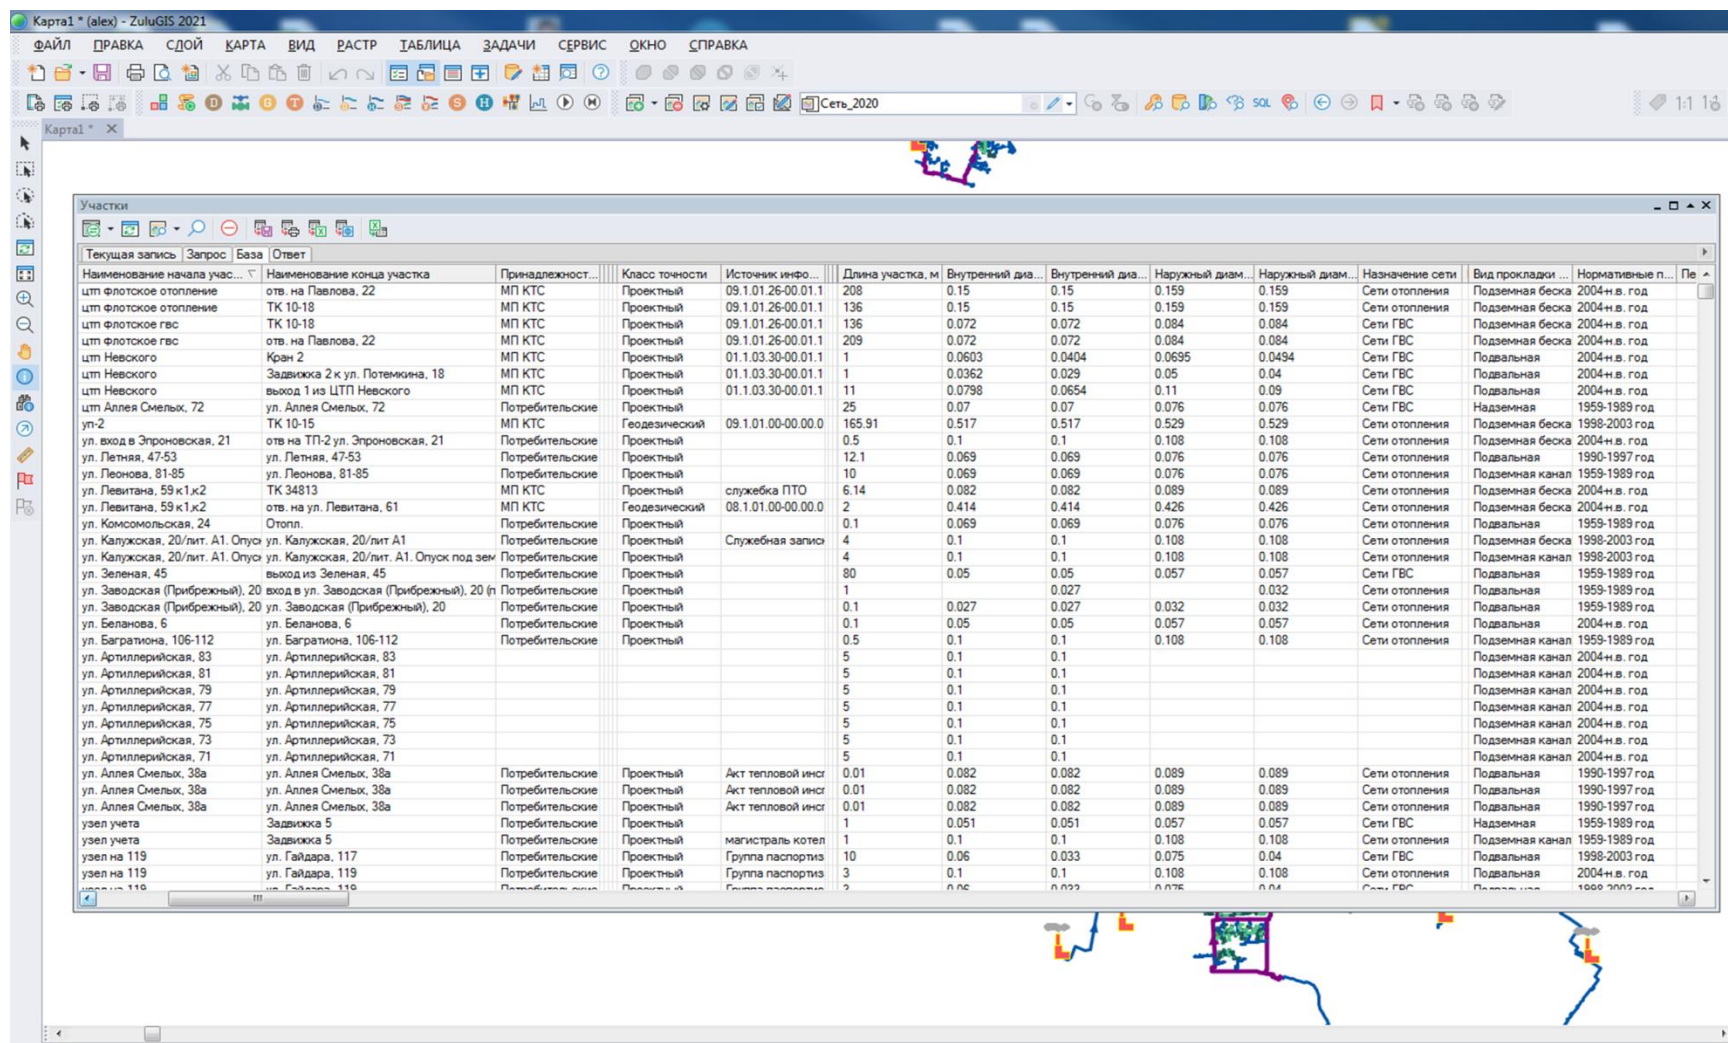 Карта1 * (alex) - ZuluGIS 2021
ФАЙЛ ПРАВКА СЛОЙ КАРТА ВИД РАСТР ТАБЛИЦА ЗАДАЧИ СЕРВИС ОКНО СПРАВКА
D G T S H SQL Сеть_2020 1:1
Карта1 *
Участки
Текущая запись Запрос База Ответ
Наименование начала учас... Наименование конца участка Принадлежност... Класс точности Источник инфо... Длина участка, м Внутренний диа... Внутренний диа... Наружный диам... Наружный диам... Назначение сети Вид прокладки ... Нормативные п... Пе
цтп флотское отопление отв. на Павлова, 22 МП КТС Проектный 09.1.01.26-00.01.1 208 0.15 0.15 0.159 0.159 Сети отопления Подземная беска 2004-н.в. год
цтп флотское отопление ТК 10-18 МП КТС Проектный 09.1.01.26-00.01.1 136 0.15 0.15 0.159 0.159 Сети отопления Подземная беска 2004-н.в. год
цтп флотское гвс ТК 10-18 МП КТС Проектный 09.1.01.26-00.01.1 136 0.072 0.072 0.084 0.084 Сети ГВС Подземная беска 2004-н.в. год
цтп флотское гвс отв. на Павлова, 22 МП КТС Проектный 09.1.01.26-00.01.1 209 0.072 0.072 0.084 0.084 Сети ГВС Подземная беска 2004-н.в. год
цтп Невского Кран 2 МП КТС Проектный 01.1.03.30-00.01.1 1 0.0603 0.0404 0.0695 0.0494 Сети ГВС Подвальная 2004-н.в. год
цтп Невского Задвижка 2 к ул. Потемкина, 18 МП КТС Проектный 01.1.03.30-00.01.1 1 0.0362 0.029 0.05 0.04 Сети ГВС Подвальная 2004-н.в. год
цтп Невского выход 1 из ЦТП Невского МП КТС Проектный 01.1.03.30-00.01.1 11 0.0798 0.0654 0.11 0.09 Сети ГВС Подвальная 2004-н.в. год
цтп Аллея Смелых, 72 ул. Аллея Смелых, 72 Потребительские Проектный 25 0.07 0.07 0.076 0.076 Сети ГВС Надземная 1959-1989 год
уп-2 ТК 10-15 МП КТС Геодезический 09.1.01.00-00.00.0 165.91 0.517 0.517 0.529 0.529 Сети отопления Подземная беска 1998-2003 год
ул. вход в Эпроновская, 21 отв на ТП-2 ул. Эпроновская, 21 Потребительские Проектный 0.5 0.1 0.1 0.108 0.108 Сети отопления Подземная беска 2004-н.в. год
ул. Летняя, 47-53 ул. Летняя, 47-53 Потребительские Проектный 12.1 0.069 0.069 0.076 0.076 Сети отопления Подвальная 1990-1997 год
ул. Леонова, 81-85 ул. Леонова, 81-85 Потребительские Проектный 10 0.069 0.069 0.076 0.076 Сети отопления Подземная канал 1959-1989 год
ул. Левитана, 59 к1,к2 ТК 34813 МП КТС Проектный служебка ПТО 6.14 0.082 0.082 0.089 0.089 Сети отопления Подземная беска 2004-н.в. год
ул. Левитана, 59 к1,к2 отв. на ул. Левитана, 61 МП КТС Геодезический 08.1.01.00-00.00.0 2 0.414 0.414 0.426 0.426 Сети отопления Подземная беска 2004-н.в. год
ул. Комсомольская, 24 Отопл. Потребительские Проектный 0.1 0.069 0.069 0.076 0.076 Сети отопления Подвальная 1959-1989 год
ул. Калужская, 20/лит. А1. Опуск ул. Калужская, 20/лит А1 Потребительские Проектный Служебная записк 4 0.1 0.1 0.108 0.108 Сети отопления Подземная беска 1998-2003 год
ул. Калужская, 20/лит. А1. Опуск ул. Калужская, 20/лит. А1. Опуск под зем Потребительские Проектный 4 0.1 0.1 0.108 0.108 Сети отопления Подземная канал 1998-2003 год
ул. Зеленая, 45 выход из Зеленая, 45 Потребительские Проектный 80 0.05 0.05 0.057 0.057 Сети ГВС Подвальная 1959-1989 год
ул. Заводская (Прибрежный), 20 вход в ул. Заводская (Прибрежный), 20 (п Потребительские Проектный 1 0.027 0.032 Сети отопления Подвальная 1959-1989 год
ул. Заводская (Прибрежный), 20 ул. Заводская (Прибрежный), 20 Потребительские Проектный 0.1 0.027 0.027 0.032 0.032 Сети отопления Подвальная 1959-1989 год
ул. Беланова, 6 ул. Беланова, 6 Потребительские Проектный 0.1 0.05 0.05 0.057 0.057 Сети отопления Подвальная 2004-н.в. год
ул. Багратиона, 106-112 ул. Багратиона, 106-112 Потребительские Проектный 0.5 0.1 0.1 0.108 0.108 Сети отопления Подземная канал 1959-1989 год
ул. Артиллерийская, 83 ул. Артиллерийская, 83 5 0.1 0.1 Подземная канал 2004-н.в. год
ул. Артиллерийская, 81 ул. Артиллерийская, 81 5 0.1 0.1 Подземная канал 2004-н.в. год
ул. Артиллерийская, 79 ул. Артиллерийская, 79 5 0.1 0.1 Подземная канал 2004-н.в. год
ул. Артиллерийская, 77 ул. Артиллерийская, 77 5 0.1 0.1 Подземная канал 2004-н.в. год
ул. Артиллерийская, 75 ул. Артиллерийская, 75 5 0.1 0.1 Подземная канал 2004-н.в. год
ул. Артиллерийская, 73 ул. Артиллерийская, 73 5 0.1 0.1 Подземная канал 2004-н.в. год
ул. Артиллерийская, 71 ул. Артиллерийская, 71 5 0.1 0.1 Подземная канал 2004-н.в. год
ул. Аллея Смелых, 38а ул. Аллея Смелых, 38а Потребительские Проектный Акт тепловой инсп 0.01 0.082 0.082 0.089 0.089 Сети отопления Подвальная 1990-1997 год
ул. Аллея Смелых, 38а ул. Аллея Смелых, 38а Потребительские Проектный Акт тепловой инсп 0.01 0.082 0.082 0.089 0.089 Сети отопления Подвальная 1990-1997 год
ул. Аллея Смелых, 38а ул. Аллея Смелых, 38а Потребительские Проектный Акт тепловой инсп 0.01 0.082 0.082 0.089 0.089 Сети отопления Подвальная 1990-1997 год
узел учета Задвижка 5 Потребительские Проектный 1 0.051 0.051 0.057 0.057 Сети ГВС Надземная 1959-1989 год
узел учета Задвижка 5 Потребительские Проектный магистраль котел 1 0.1 0.1 0.108 0.108 Сети отопления Подземная канал 1959-1989 год
узел на 119 ул. Гайдара, 117 Потребительские Проектный Группа паспортиз 10 0.06 0.033 0.075 0.04 Сети ГВС Подвальная 1998-2003 год
узел на 119 ул. Гайдара, 119 Потребительские Проектный Группа паспортиз 3 0.1 0.1 0.108 0.108 Сети отопления Подвальная 2004-н.в. год
узел на 119 ул. Гайдара, 119 Потребительские Проектный Группа паспортиз 3 0.06 0.033 0.075 0.04 Сети ГВС Подвальная 1998-2003 год